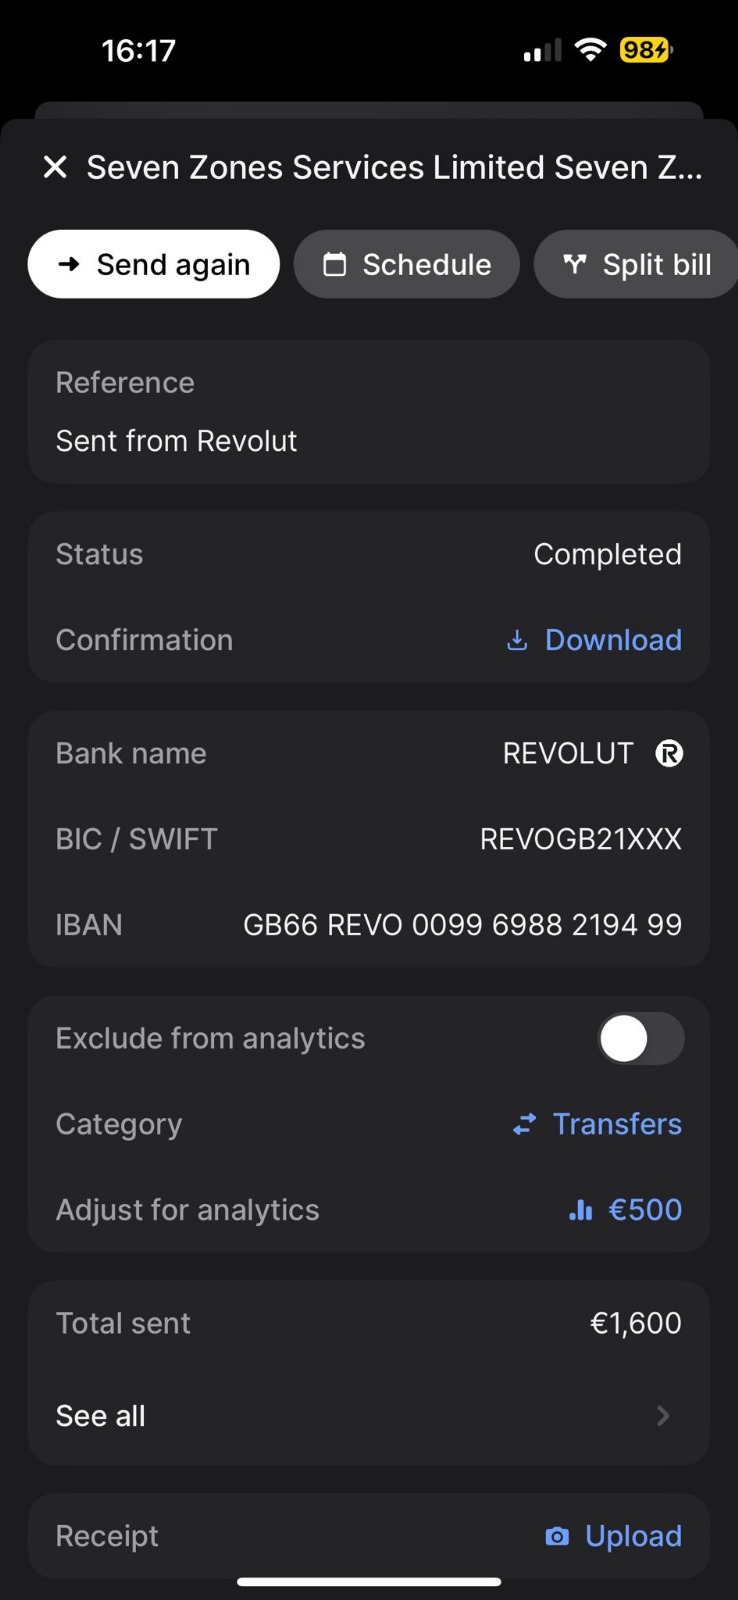 16:17
98
Seven Zones Services Limited Seven Z...
Send again
Schedule
Split bill
Reference
Sent from Revolut
Status Completed
Confirmation Download
Bank name REVOLUT
BIC / SWIFT REVOGB21XXX
IBAN GB66 REVO 0099 6988 2194 99
Exclude from analytics
Category Transfers
Adjust for analytics €500
Total sent €1,600
See all
Receipt Upload